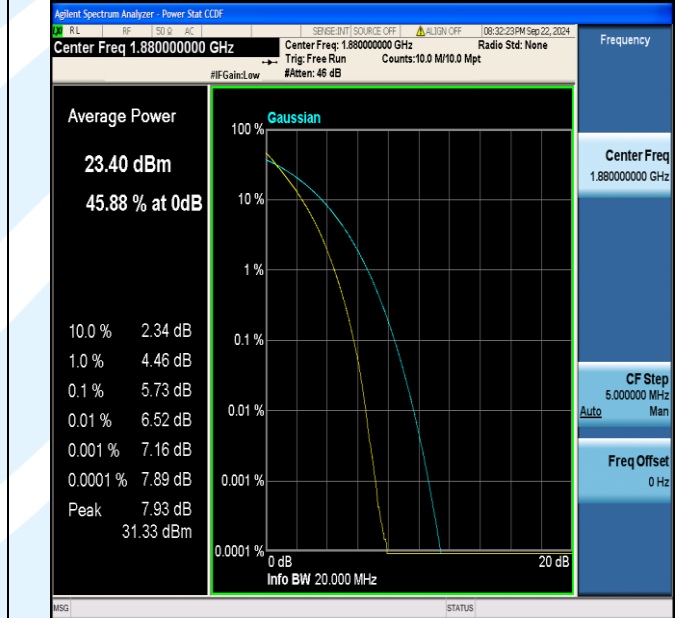 Agilent Spectrum Analyzer - Power Stat CCDF
RL RF 50 Ω AC SENSE:INT SOURCE OFF ALIGN OFF 08:32:23PM Sep 22, 2024
Center Freq 1.880000000 GHz
Center Freq: 1.880000000 GHz Radio Std: None
Trig: Free Run Counts:10.0 M/10.0 Mpt
#IFGain:Low #Atten: 46 dB
Frequency
Average Power
23.40 dBm
45.88 % at 0dB
10.0 % 2.34 dB
1.0 % 4.46 dB
0.1 % 5.73 dB
0.01 % 6.52 dB
0.001 % 7.16 dB
0.0001 % 7.89 dB
Peak 7.93 dB
31.33 dBm
Gaussian
100 %
10 %
1 %
0.1 %
0.01 %
0.001 %
0.0001 %
0 dB 20 dB
Info BW 20.000 MHz
Center Freq
1.880000000 GHz
CF Step
5.000000 MHz
Auto Man
Freq Offset
0 Hz
MSG STATUS